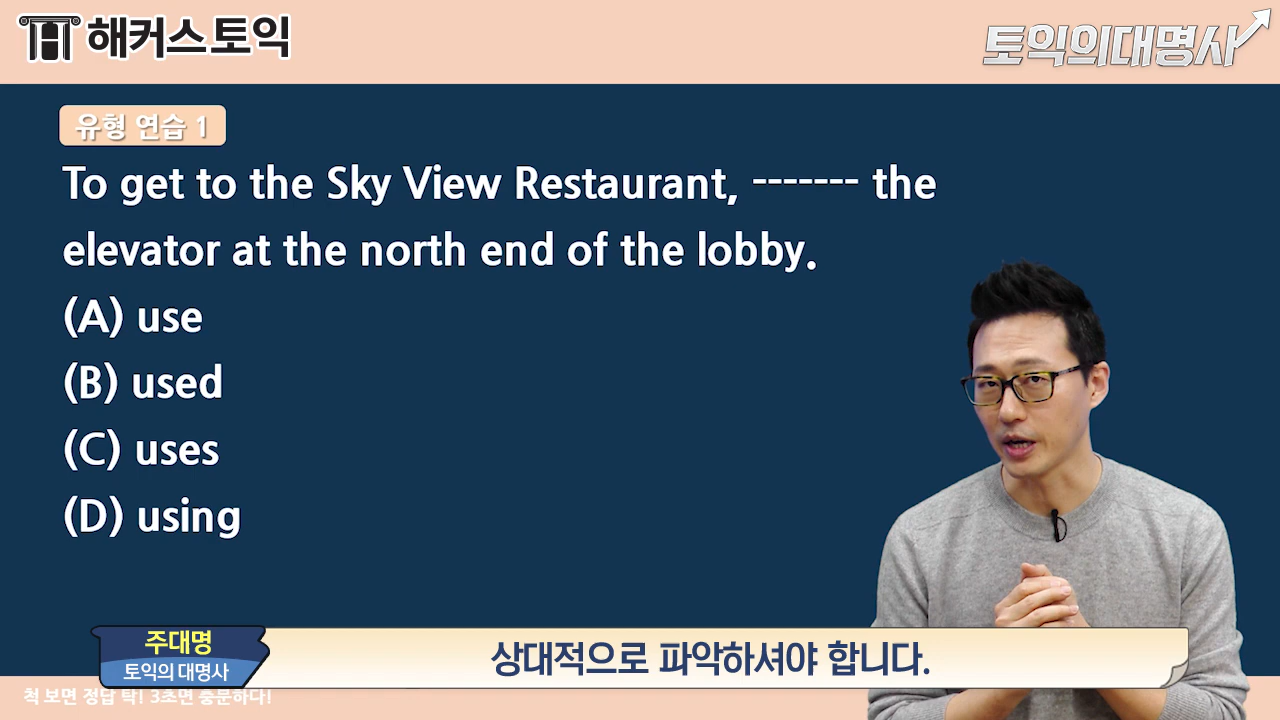 해커스 토익
토익의대명사
유형 연습 1
To get to the Sky View Restaurant, ------- the
elevator at the north end of the lobby.
(A) use
(B) used
(C) uses
(D) using
주대명
토익의 대명사
상대적으로 파악하셔야 합니다.
척 보면 정답 탁! 3초면 충분하다!